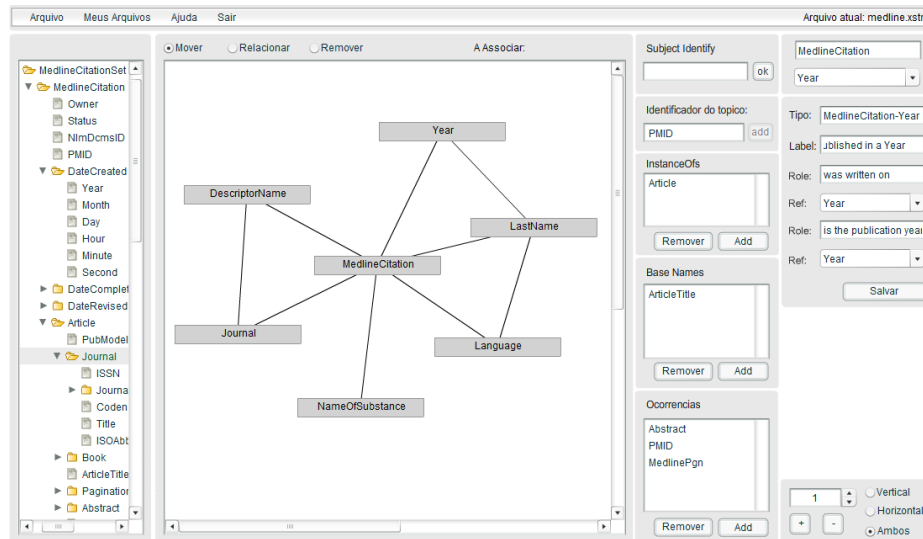 Arquivo Meus Arquivos Ajuda Sair Arquivo atual: medline.xstr
Mover Relacionar Remover A Associar:
MedlineCitationSet
MedlineCitation
Owner
Status
NlmDcmsID
PMID
DateCreated
Year
Month
Day
Hour
Minute
Second
DateComplet
DateRevised
Article
PubModel
Journal
ISSN
Journa
Coden
Title
ISOAbb
Book
ArticleTitle
Pagination
Abstract
Year
DescriptorName
LastName
MedlineCitation
Journal
Language
NameOfSubstance
Subject Identify
ok
Identificador do topico:
PMID add
InstanceOfs
Article
Remover Add
Base Names
ArticleTitle
Remover Add
Ocorrencias
Abstract
PMID
MedlinePgn
Remover Add
MedlineCitation
Year
Tipo: MedlineCitation-Year
Label: ublished in a Year
Role: was written on
Ref: Year
Role: is the publication year
Ref: Year
Salvar
1 Vertical
Horizontal
+ - Ambos